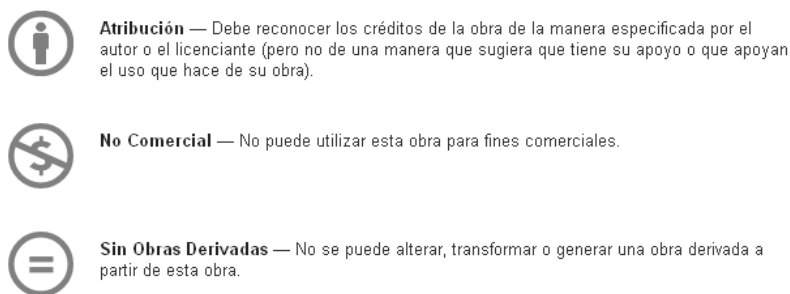 Atribución — Debe reconocer los créditos de la obra de la manera especificada por el
autor o el licenciante (pero no de una manera que sugiera que tiene su apoyo o que apoyan
el uso que hace de su obra).
No Comercial — No puede utilizar esta obra para fines comerciales.
Sin Obras Derivadas — No se puede alterar, transformar o generar una obra derivada a
partir de esta obra.